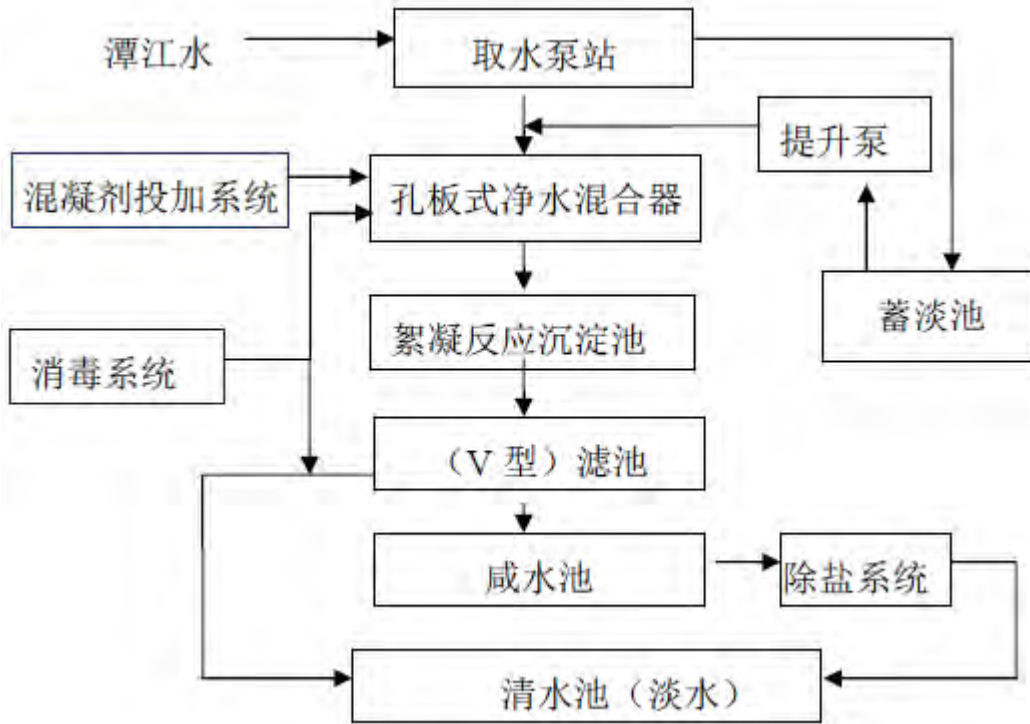 潭江水
取水泵站
提升泵
混凝剂投加系统
孔板式净水混合器
蓄淡池
絮凝反应沉淀池
消毒系统
（V 型）滤池
咸水池
除盐系统
清水池（淡水）